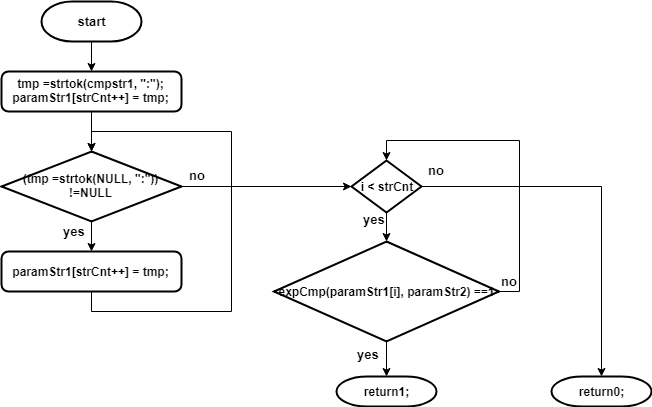 start
tmp =strtok(cmpstr1, ":");
paramStr1[strCnt++] = tmp;
(tmp =strtok(NULL, ":"))
!=NULL
no
yes
paramStr1[strCnt++] = tmp;
i < strCnt
no
yes
expCmp(paramStr1[i], paramStr2) ==1
no
yes
return1;
return0;